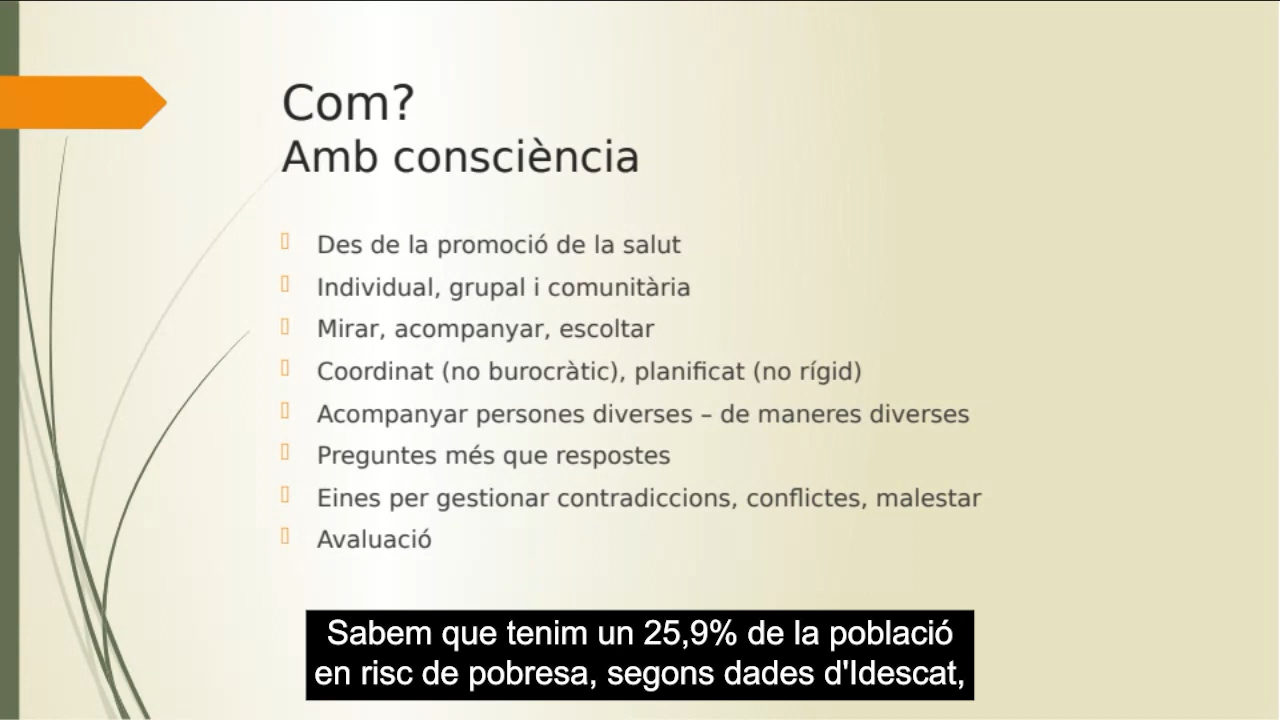 Com?
Amb consciència
Des de la promoció de la salut
Individual, grupal i comunitària
Mirar, acompanyar, escoltar
Coordinat (no burocràtic), planificat (no rígid)
Acompanyar persones diverses – de maneres diverses
Preguntes més que respostes
Eines per gestionar contradiccions, conflictes, malestar
Avaluació
Sabem que tenim un 25,9% de la població
en risc de pobresa, segons dades d'Idescat,